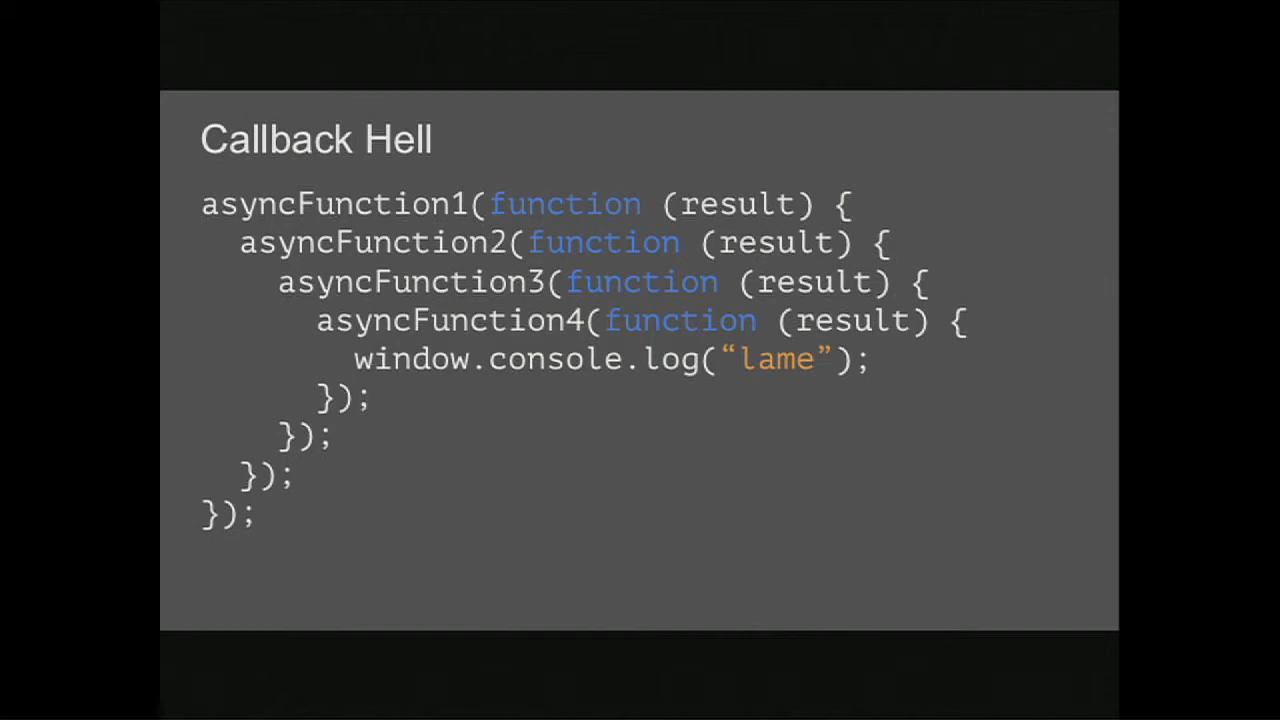 Callback Hell
asyncFunction1(function (result) {
  asyncFunction2(function (result) {
    asyncFunction3(function (result) {
      asyncFunction4(function (result) {
        window.console.log(“lame”);
      });
    });
  });
});